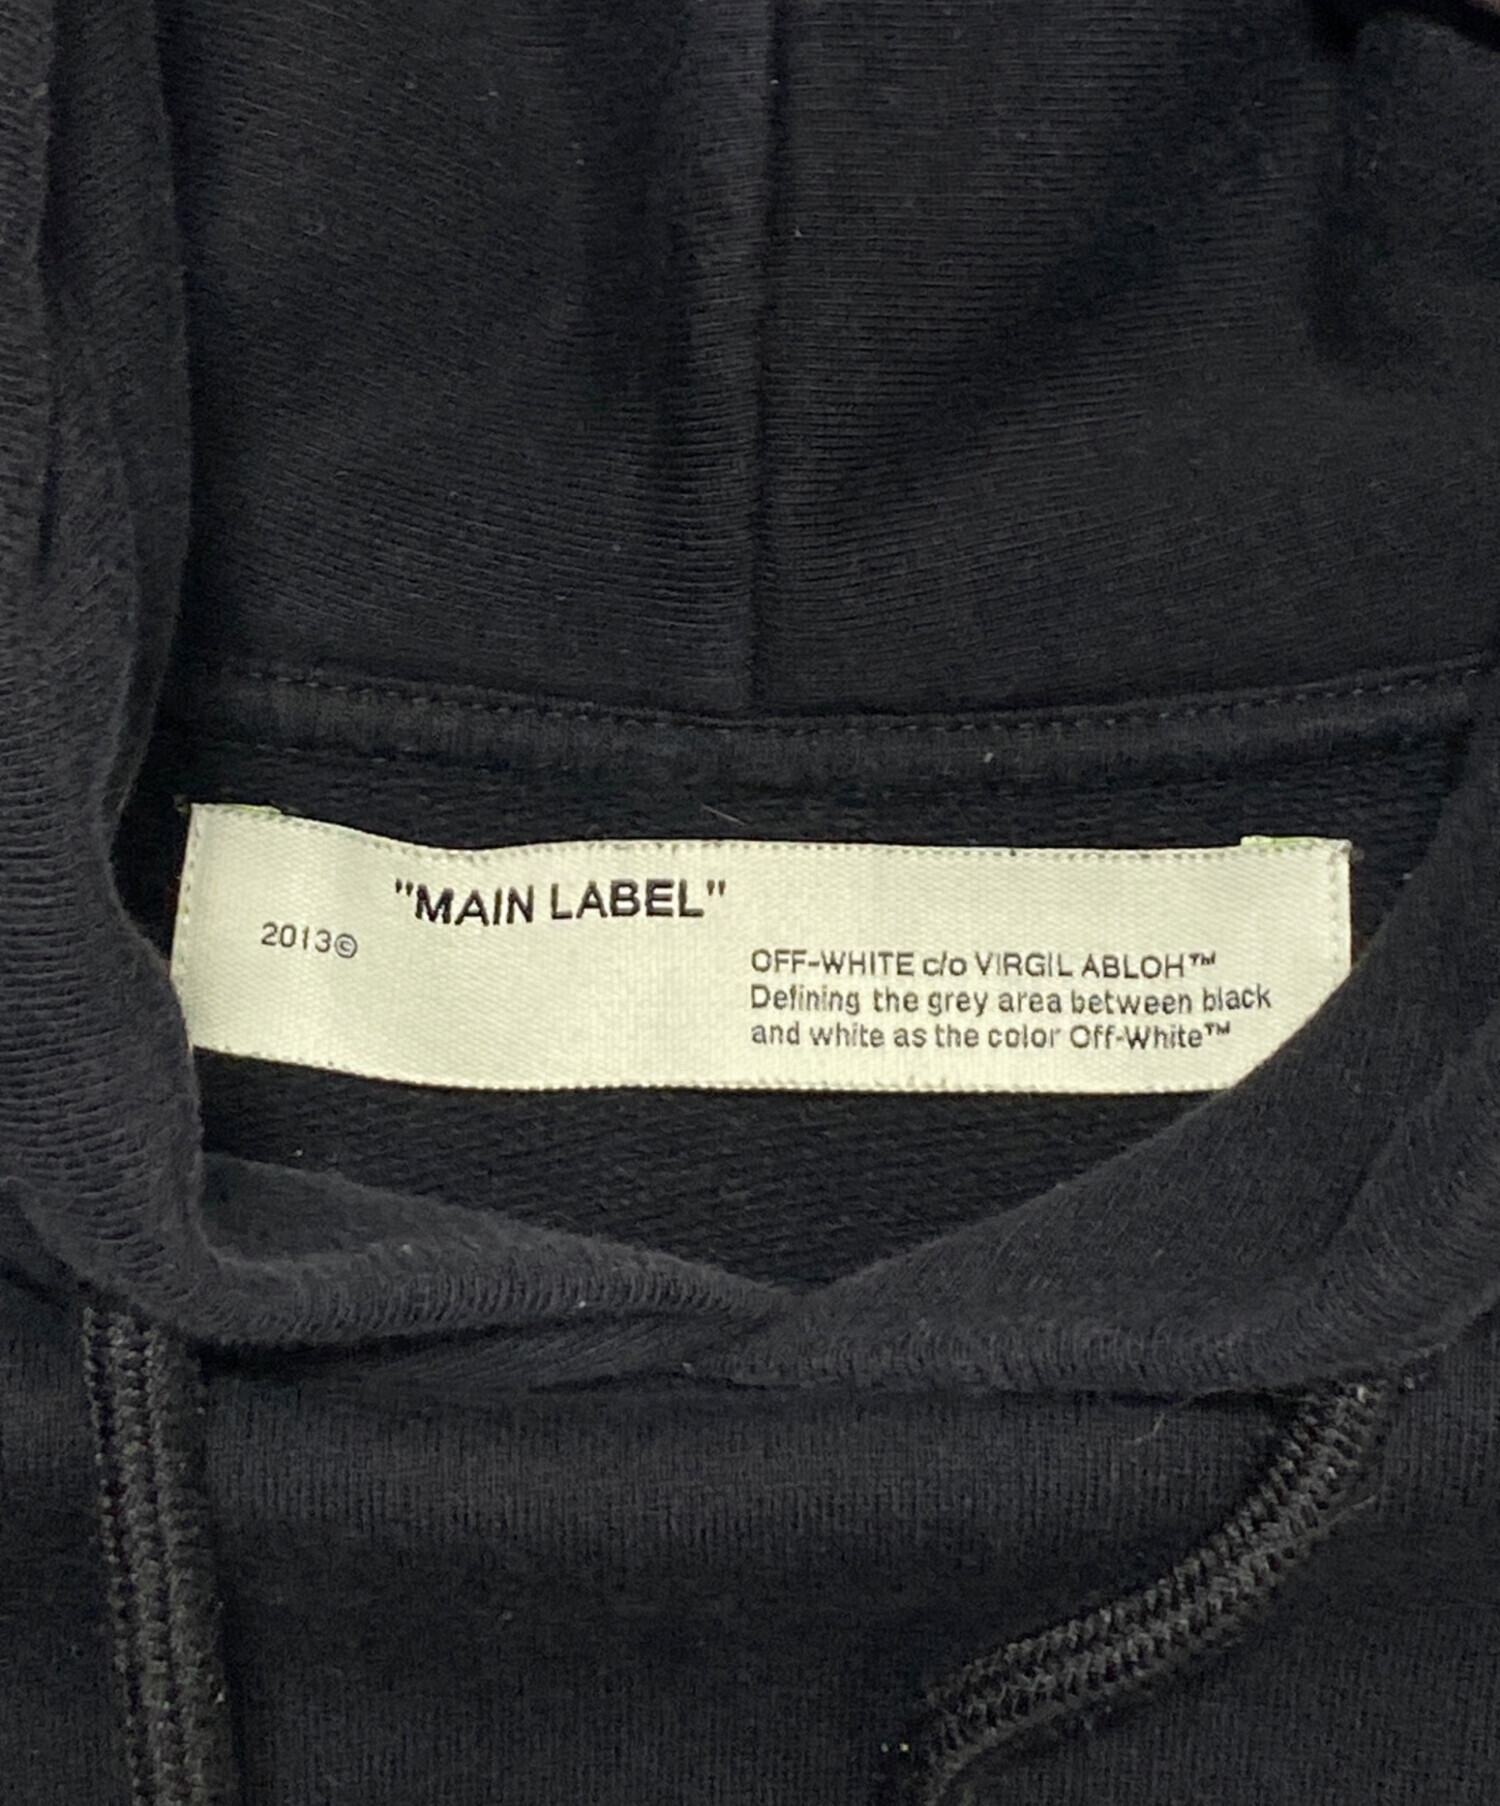 "MAIN LABEL"
2013©
OFF-WHITE c/o VIRGIL ABLOH™
Defining the grey area between black
and white as the color Off-White™